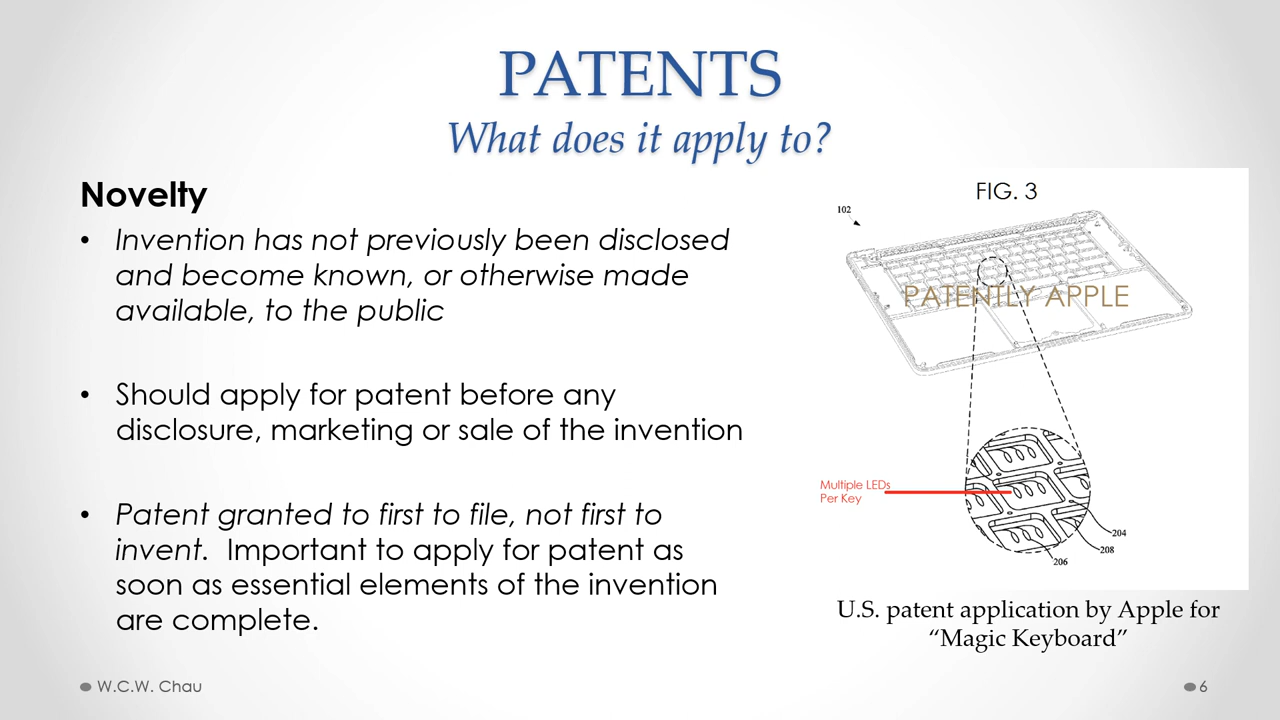 PATENTS
What does it apply to?
Novelty
• Invention has not previously been disclosed
and become known, or otherwise made
available, to the public
• Should apply for patent before any
disclosure, marketing or sale of the invention
• Patent granted to first to file, not first to
invent. Important to apply for patent as
soon as essential elements of the invention
are complete.
FIG. 3
102
PATENTLY APPLE
Multiple LEDs
Per Key
204
208
206
U.S. patent application by Apple for
“Magic Keyboard”
W.C.W. Chau
6